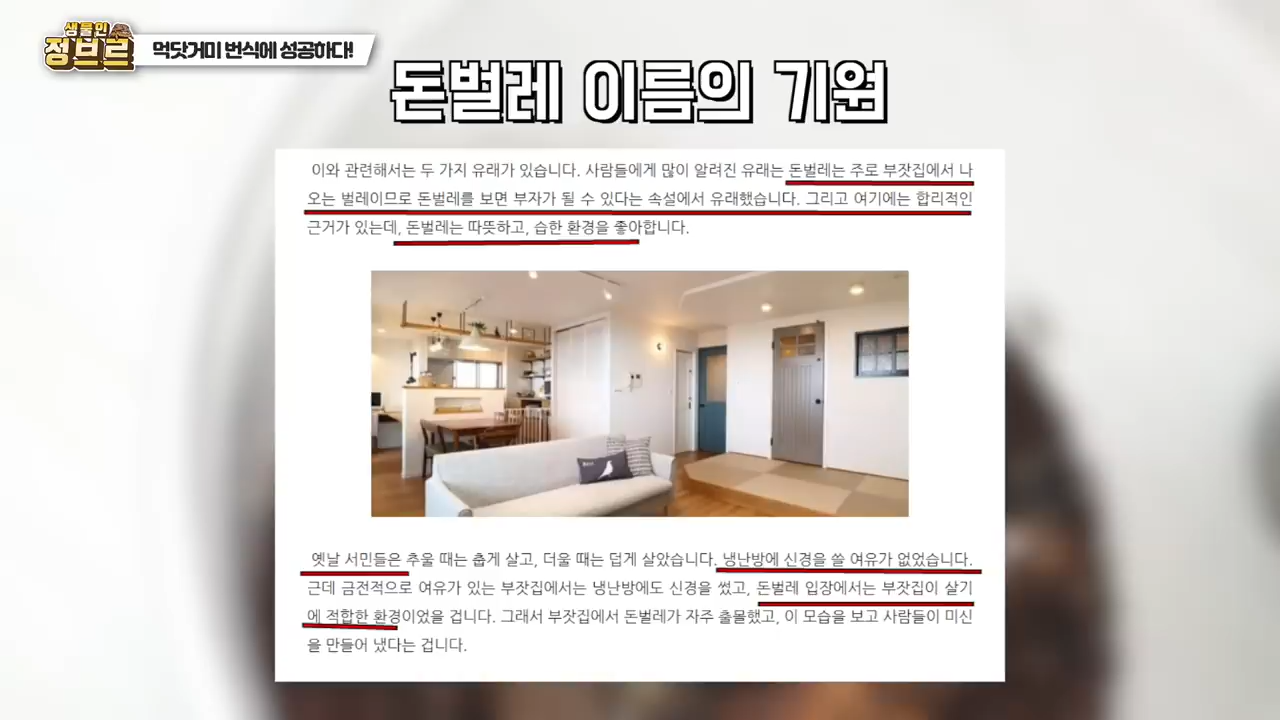 생물인
정브르
먹닷거미 번식에 성공하다!
돈벌레 이름의 기원
이와 관련해서는 두 가지 유래가 있습니다. 사람들에게 많이 알려진 유래는 돈벌레는 주로 부잣집에서 나
오는 벌레이므로 돈벌레를 보면 부자가 될 수 있다는 속설에서 유래했습니다. 그리고 여기에는 합리적인
근거가 있는데, 돈벌레는 따뜻하고, 습한 환경을 좋아합니다.
옛날 서민들은 추울 때는 춥게 살고, 더울 때는 덥게 살았습니다. 냉난방에 신경을 쓸 여유가 없었습니다.
근데 금전적으로 여유가 있는 부잣집에서는 냉난방에도 신경을 썼고, 돈벌레 입장에서는 부잣집이 살기
에 적합한 환경이었을 겁니다. 그래서 부잣집에서 돈벌레가 자주 출몰했고, 이 모습을 보고 사람들이 미신
을 만들어 냈다는 겁니다.